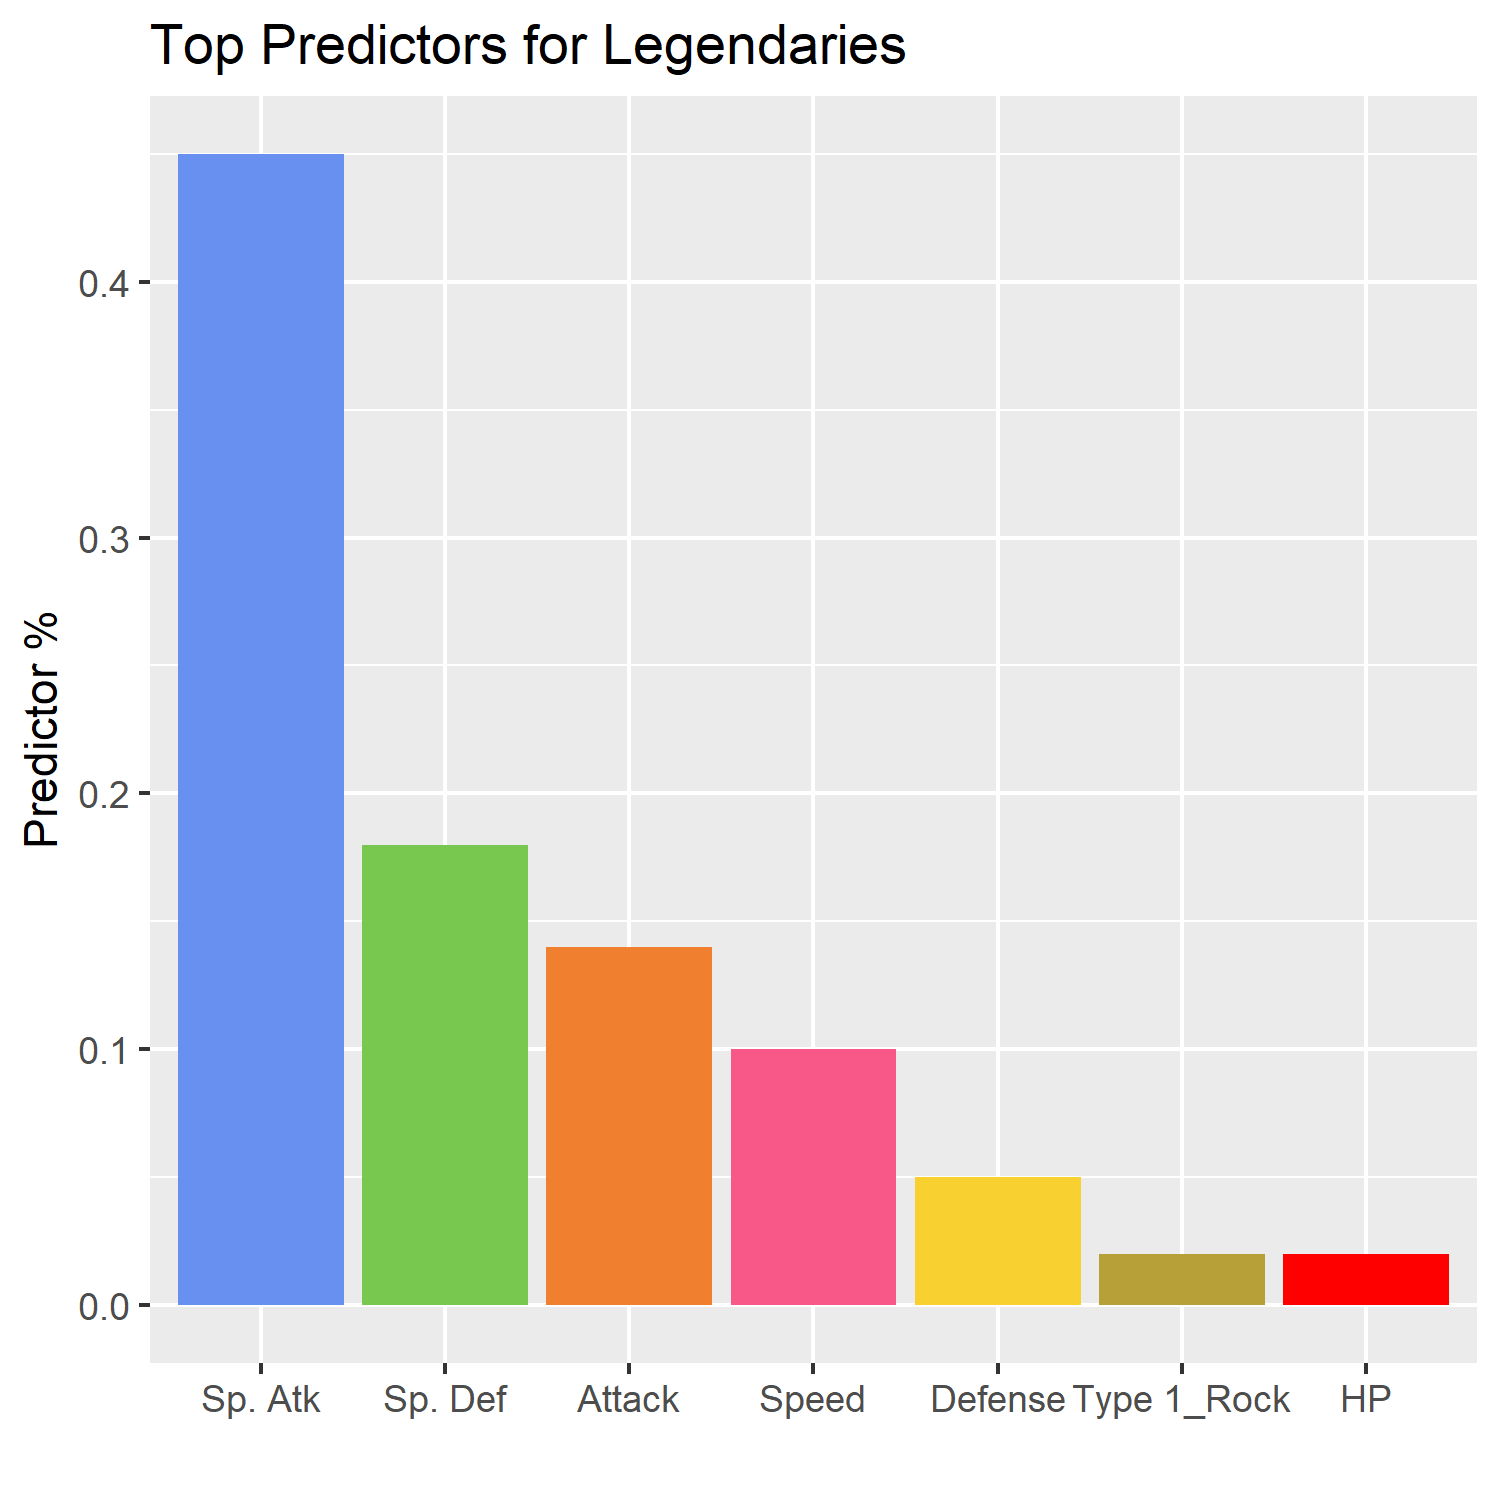 Top Predictors for Legendaries
Predictor %
0.4
0.3
0.2
0.1
0.0
Sp. Atk Sp. Def Attack Speed Defense Type 1_Rock HP